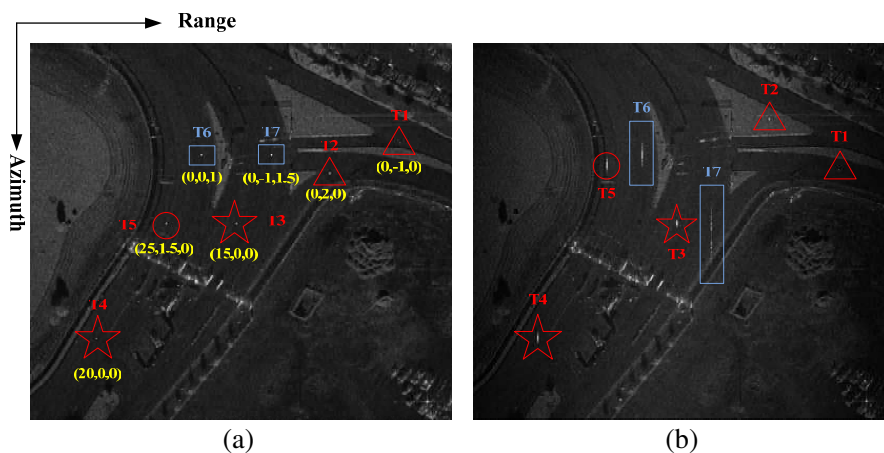 Range
Azimuth
T1
T6
T7
T2
(0,0,1)
(0,-1,1.5)
(0,2,0)
(0,-1,0)
T5
T3
(25,1.5,0)
(15,0,0)
T4
(20,0,0)
(a)
T2
T6
T1
T5
T7
T3
T4
(b)